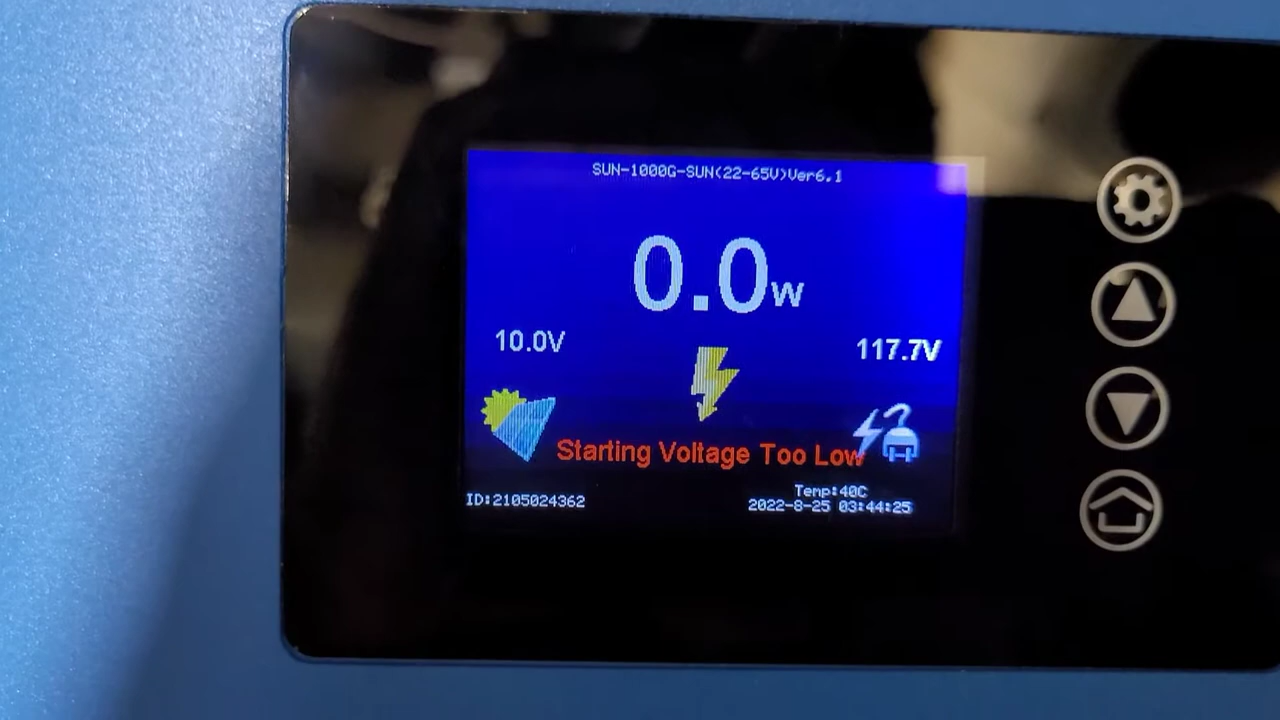 SUN-1000G-SUN(22-65V)Ver6.1
0.0W
10.0V
117.7V
Starting Voltage Too Low
ID:2105024362
Temp:40C
2022-8-25 03:44:25